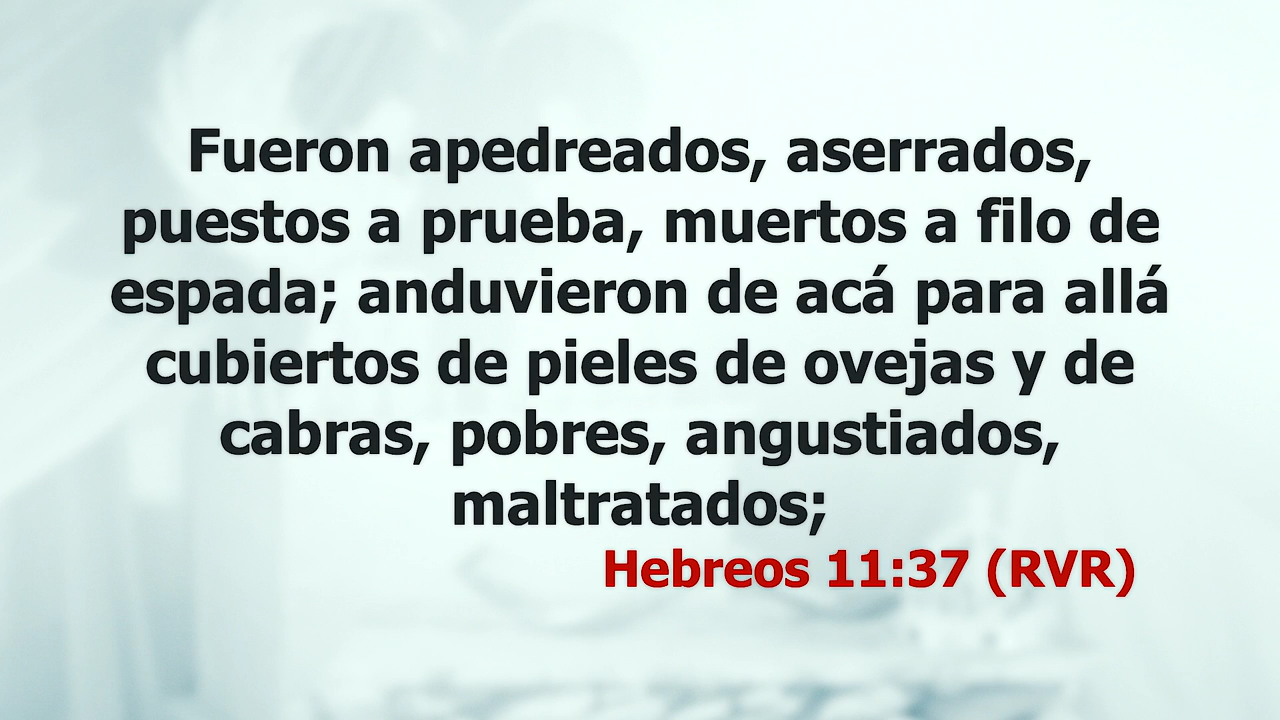 Fueron apedreados, aserrados,
puestos a prueba, muertos a filo de
espada; anduvieron de acá para allá
cubiertos de pieles de ovejas y de
cabras, pobres, angustiados,
maltratados;
Hebreos 11:37 (RVR)